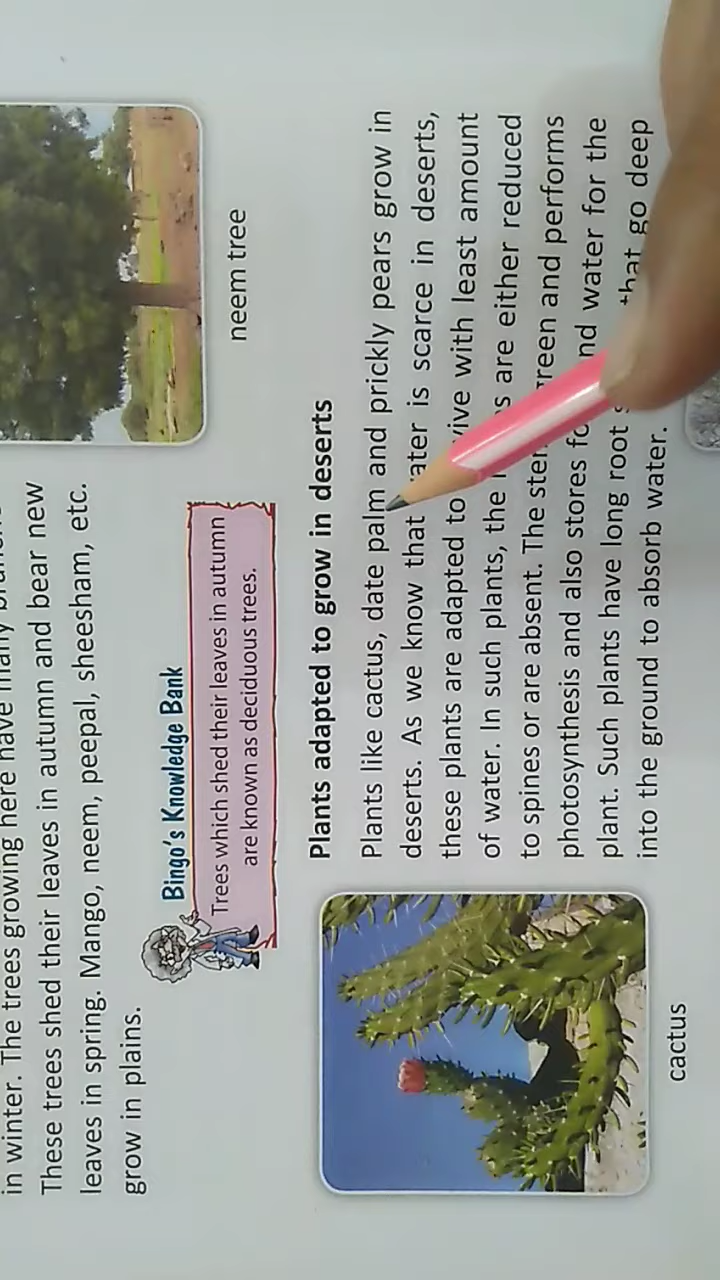 in winter. The trees growing here have many
These trees shed their leaves in autumn and bear new
leaves in spring. Mango, neem, peepal, sheesham, etc.
grow in plains.
neem tree
Bingo's Knowledge Bank
Trees which shed their leaves in autumn
are known as deciduous trees.
Plants adapted to grow in deserts
Plants like cactus, date palm and prickly pears grow in
deserts. As we know that ater is scarce in deserts,
these plants are adapted to vive with least amount
of water. In such plants, the s are either reduced
to spines or are absent. The ste reen and performs
photosynthesis and also stores fo nd water for the
plant. Such plants have long root that go deep
into the ground to absorb water.
cactus